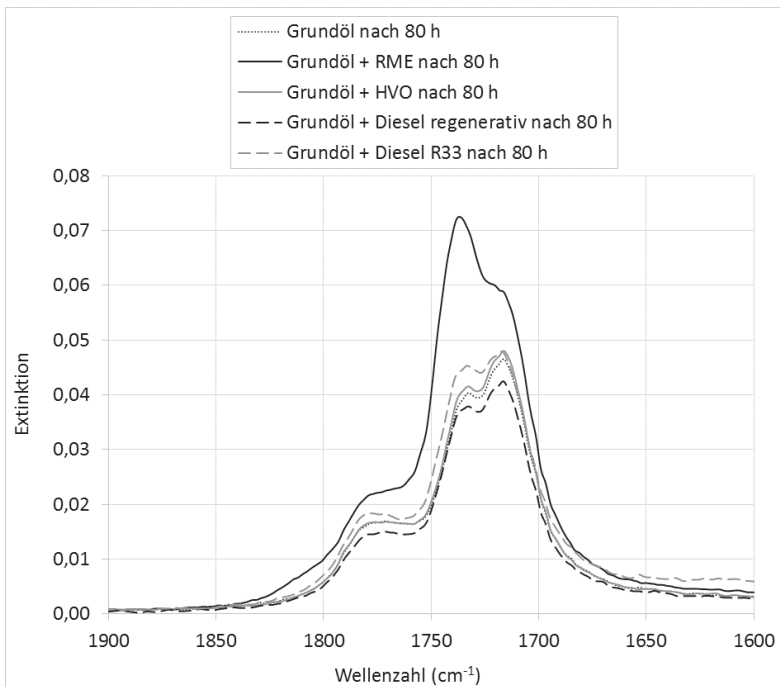 Grundöl nach 80 h
Grundöl + RME nach 80 h
Grundöl + HVO nach 80 h
Grundöl + Diesel regenerativ nach 80 h
Grundöl + Diesel R33 nach 80 h
0,08
0,07
0,06
0,05
0,04
0,03
0,02
0,01
0,00
Extinktion
1900 1850 1800 1750 1700 1650 1600
Wellenzahl (cm⁻¹)